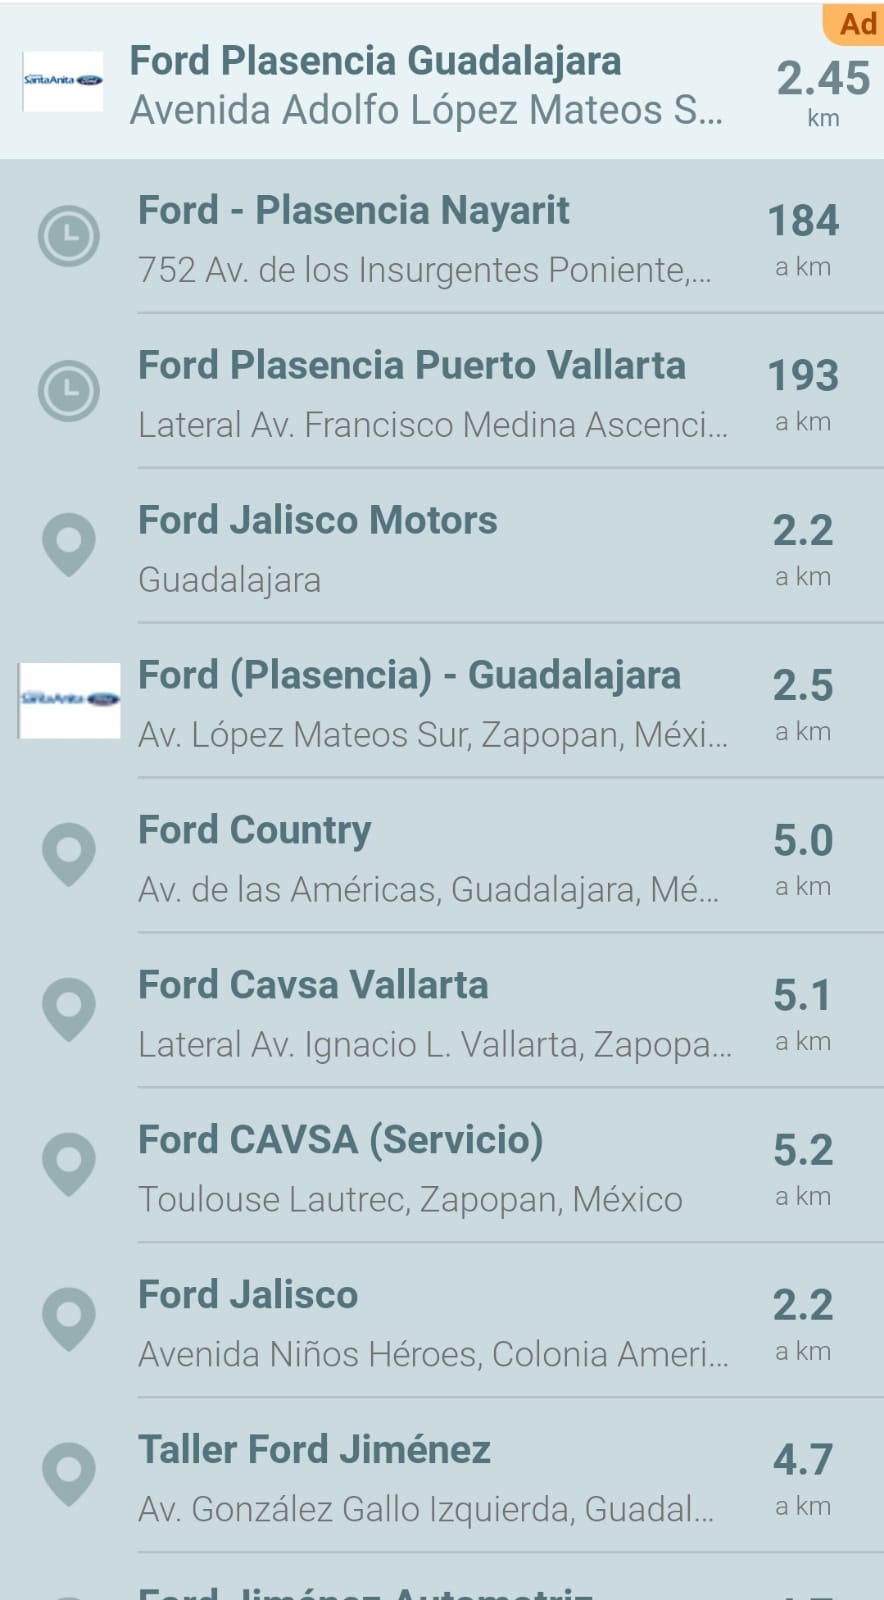 Ad
SantaAnita Ford
Ford Plasencia Guadalajara
2.45
Avenida Adolfo López Mateos S...
km
Ford - Plasencia Nayarit
184
752 Av. de los Insurgentes Poniente,...
a km
Ford Plasencia Puerto Vallarta
193
Lateral Av. Francisco Medina Ascenci...
a km
Ford Jalisco Motors
2.2
Guadalajara
a km
SantaAnita Ford
Ford (Plasencia) - Guadalajara
2.5
Av. López Mateos Sur, Zapopan, Méxi...
a km
Ford Country
5.0
Av. de las Américas, Guadalajara, Mé...
a km
Ford Cavsa Vallarta
5.1
Lateral Av. Ignacio L. Vallarta, Zapopa...
a km
Ford CAVSA (Servicio)
5.2
Toulouse Lautrec, Zapopan, México
a km
Ford Jalisco
2.2
Avenida Niños Héroes, Colonia Ameri...
a km
Taller Ford Jiménez
4.7
Av. González Gallo Izquierda, Guadal...
a km
Ford Jiménez Automotriz